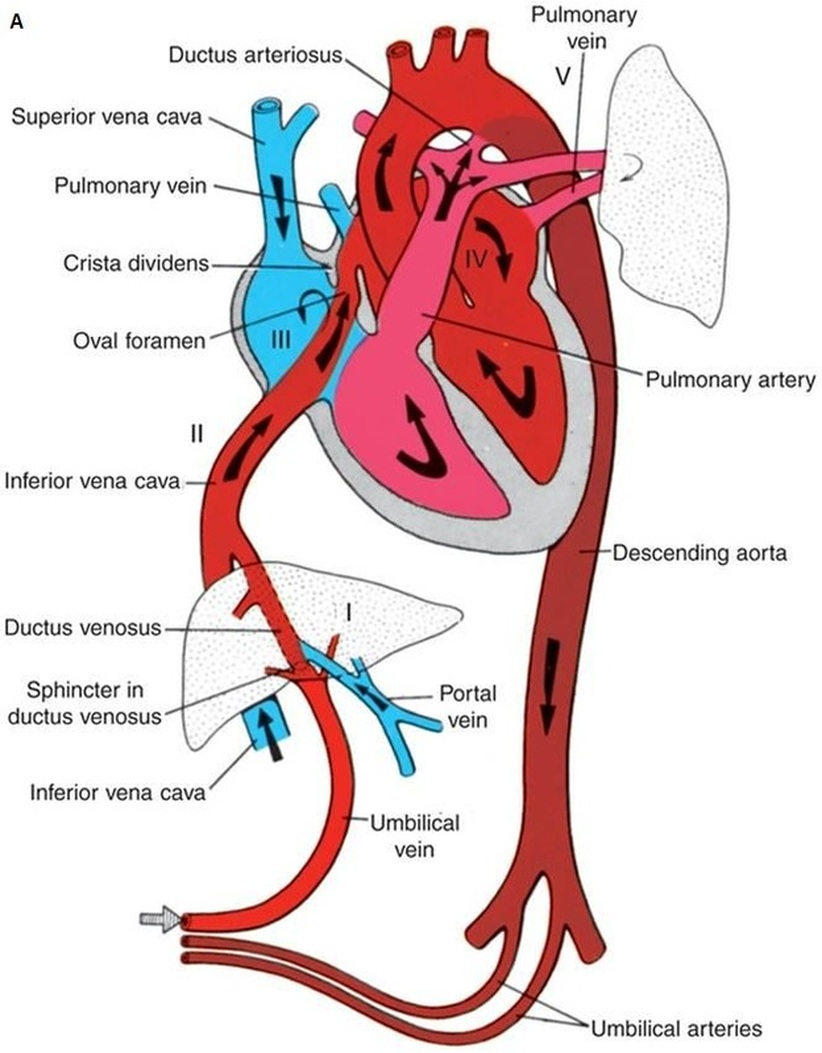 A
Pulmonary
vein
Ductus arteriosus
V
Superior vena cava
Pulmonary vein
Crista dividens
IV
Oval foramen
III
Pulmonary artery
II
Inferior vena cava
Descending aorta
I
Ductus venosus
Sphincter in
ductus venosus
Portal
vein
Inferior vena cava
Umbilical
vein
Umbilical arteries